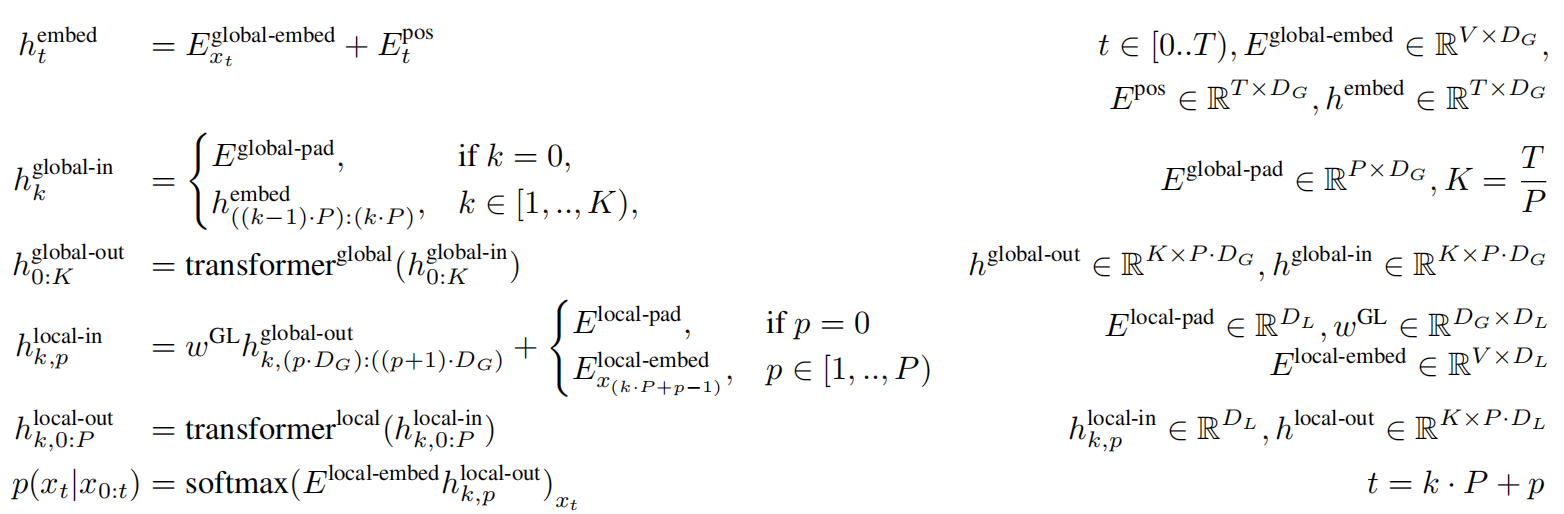 h_t^{embed} = E_{x_t}^{global-embed} + E_t^{pos} t ∈ [0..T), E^{global-embed} ∈ ℝ^{V×D_G},
E^{pos} ∈ ℝ^{T×D_G}, h^{embed} ∈ ℝ^{T×D_G}
h_k^{global-in} = { E^{global-pad}, if k = 0, E^{global-pad} ∈ ℝ^{P×D_G}, K = T/P
h_{((k−1)·P):(k·P)}^{embed}, k ∈ [1, .., K),
h_{0:K}^{global-out} = transformer^{global}(h_{0:K}^{global-in}) h^{global-out} ∈ ℝ^{K×P·D_G}, h^{global-in} ∈ ℝ^{K×P·D_G}
h_{k,p}^{local-in} = w^{GL}h_{k,(p·D_G):((p+1)·D_G)}^{global-out} + { E^{local-pad}, if p = 0 E^{local-pad} ∈ ℝ^{D_L}, w^{GL} ∈ ℝ^{D_G×D_L}
E_{x_{(k·P+p−1)}}^{local-embed}, p ∈ [1, .., P) E^{local-embed} ∈ ℝ^{V×D_L}
h_{k,0:P}^{local-out} = transformer^{local}(h_{k,0:P}^{local-in}) h_{k,p}^{local-in} ∈ ℝ^{D_L}, h^{local-out} ∈ ℝ^{K×P·D_L}
p(x_t|x_{0:t}) = softmax(E^{local-embed}h_{k,p}^{local-out})_{x_t} t = k · P + p